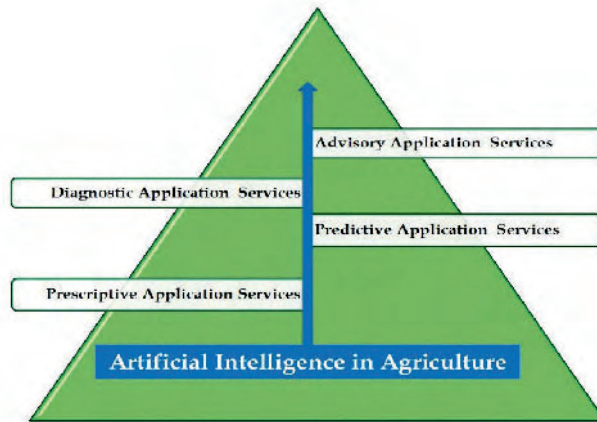 Advisory Application Services
Diagnostic Application Services
Predictive Application Services
Prescriptive Application Services
Artificial Intelligence in Agriculture